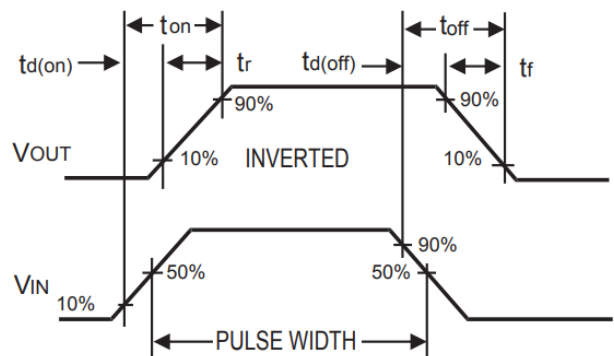 ton
toff
td(on)
tr
td(off)
tf
90%
90%
VOUT
10%
INVERTED
10%
90%
VIN
50%
50%
10%
PULSE WIDTH